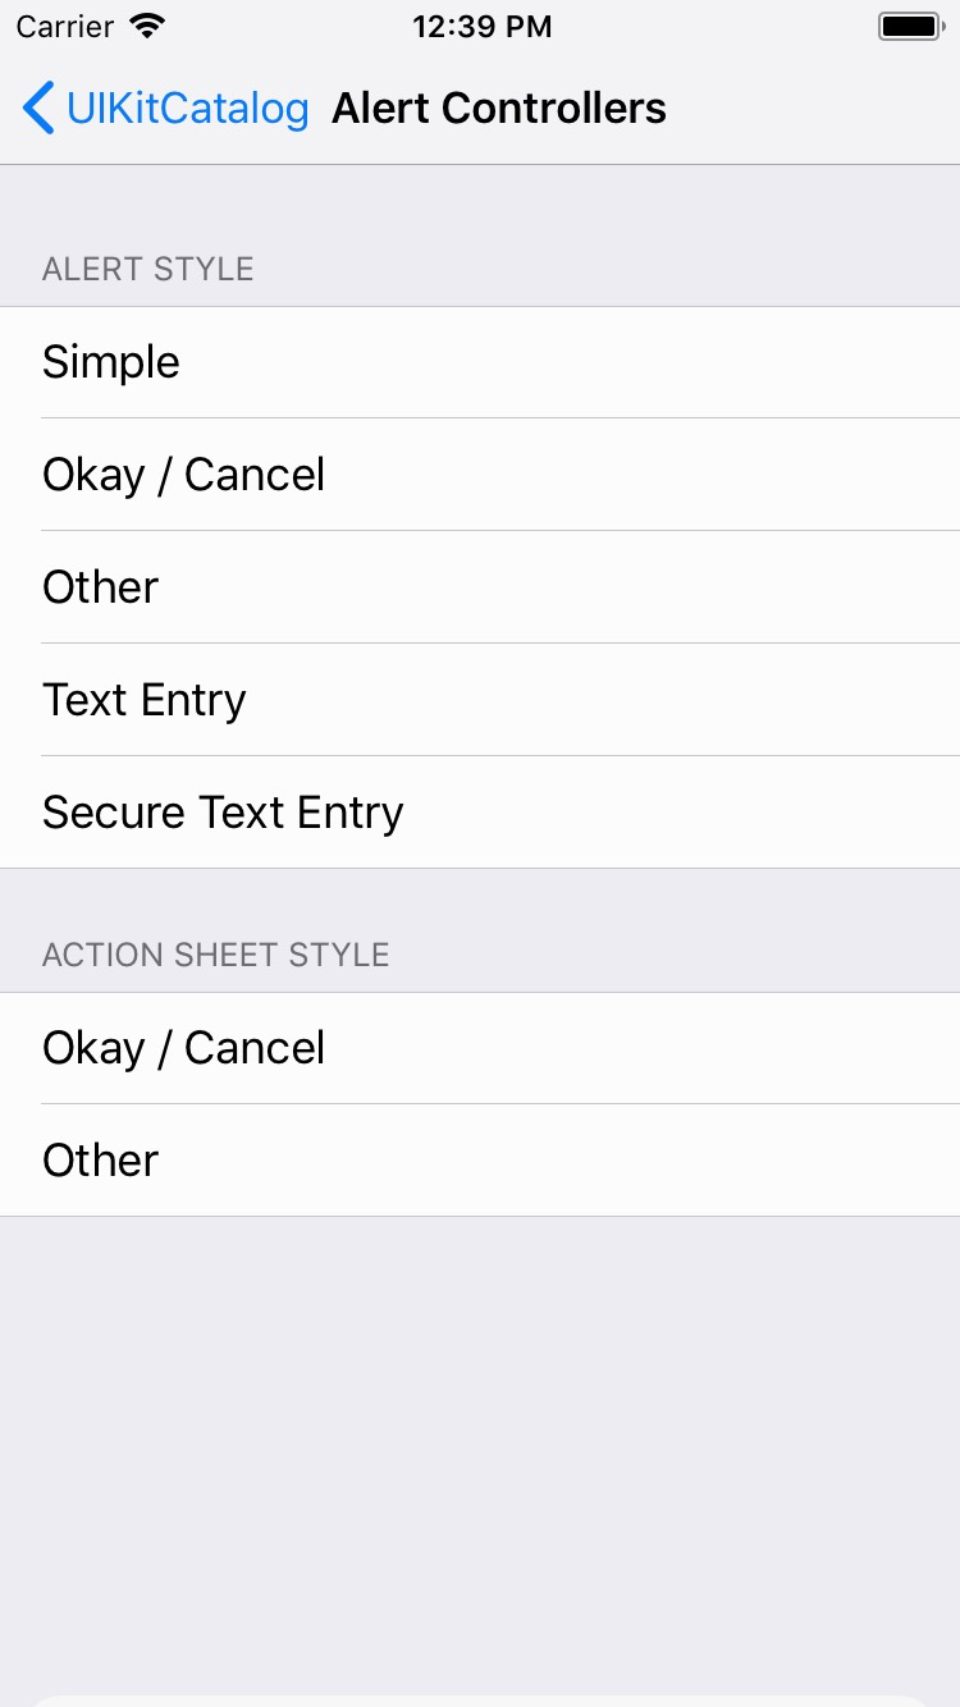 Carrier 12:39 PM
UIKitCatalog Alert Controllers
ALERT STYLE
Simple
Okay / Cancel
Other
Text Entry
Secure Text Entry
ACTION SHEET STYLE
Okay / Cancel
Other